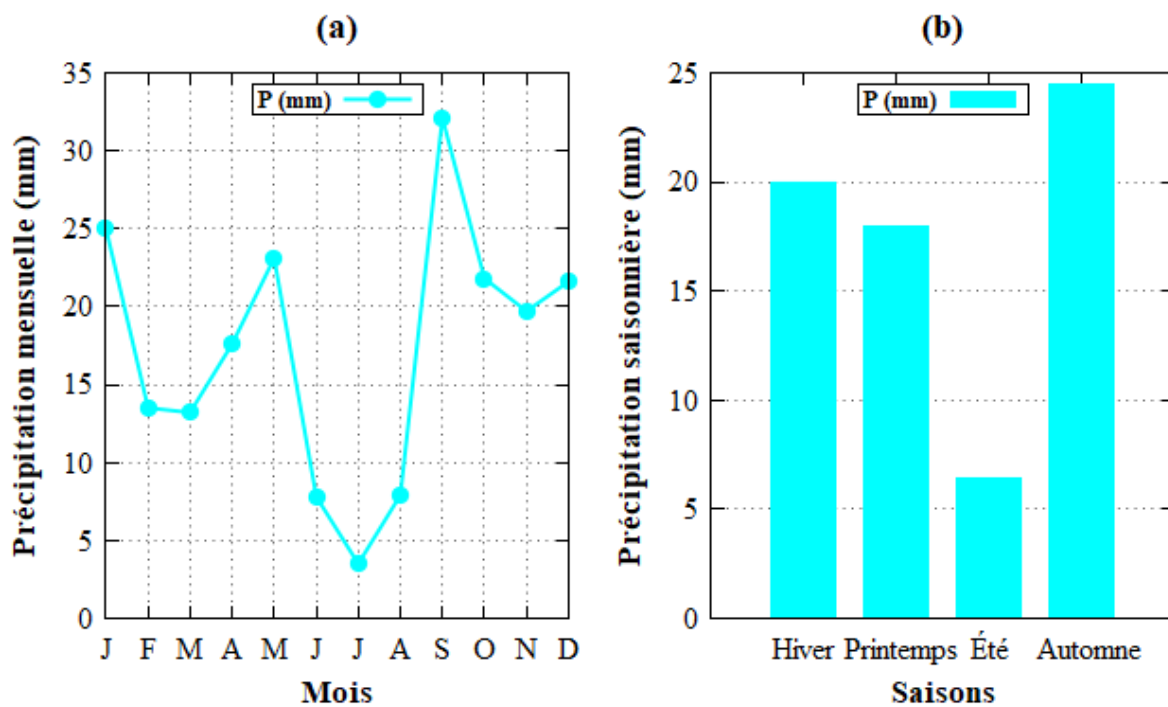 (a)
P (mm)
Précipitation mensuelle (mm)
35
30
25
20
15
10
5
0
J F M A M J J A S O N D
Mois
(b)
P (mm)
Précipitation saisonnière (mm)
25
20
15
10
5
0
Hiver Printemps Été Automne
Saisons